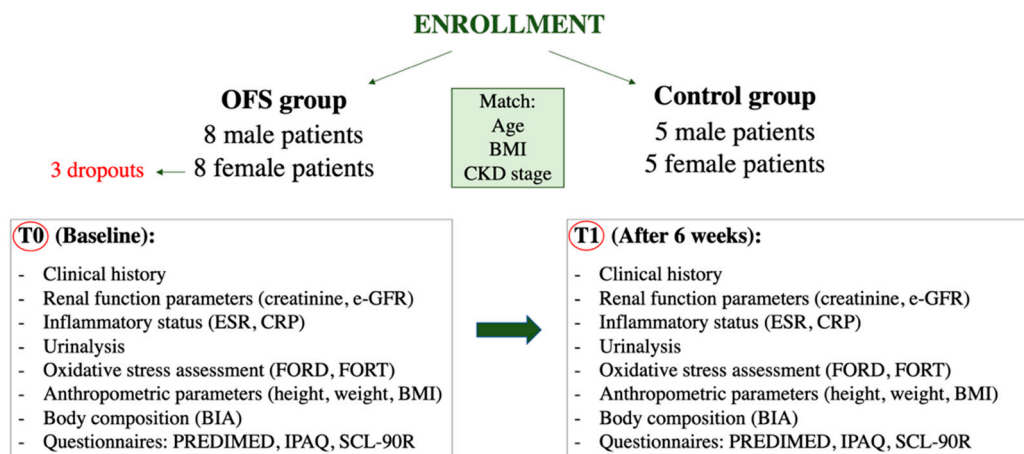 ENROLLMENT
OFS group
8 male patients
8 female patients
3 dropouts
Match:
Age
BMI
CKD stage
Control group
5 male patients
5 female patients
T0 (Baseline):
- Clinical history
- Renal function parameters (creatinine, e-GFR)
- Inflammatory status (ESR, CRP)
- Urinalysis
- Oxidative stress assessment (FORD, FORT)
- Anthropometric parameters (height, weight, BMI)
- Body composition (BIA)
- Questionnaires: PREDIMED, IPAQ, SCL-90R
T1 (After 6 weeks):
- Clinical history
- Renal function parameters (creatinine, e-GFR)
- Inflammatory status (ESR, CRP)
- Urinalysis
- Oxidative stress assessment (FORD, FORT)
- Anthropometric parameters (height, weight, BMI)
- Body composition (BIA)
- Questionnaires: PREDIMED, IPAQ, SCL-90R